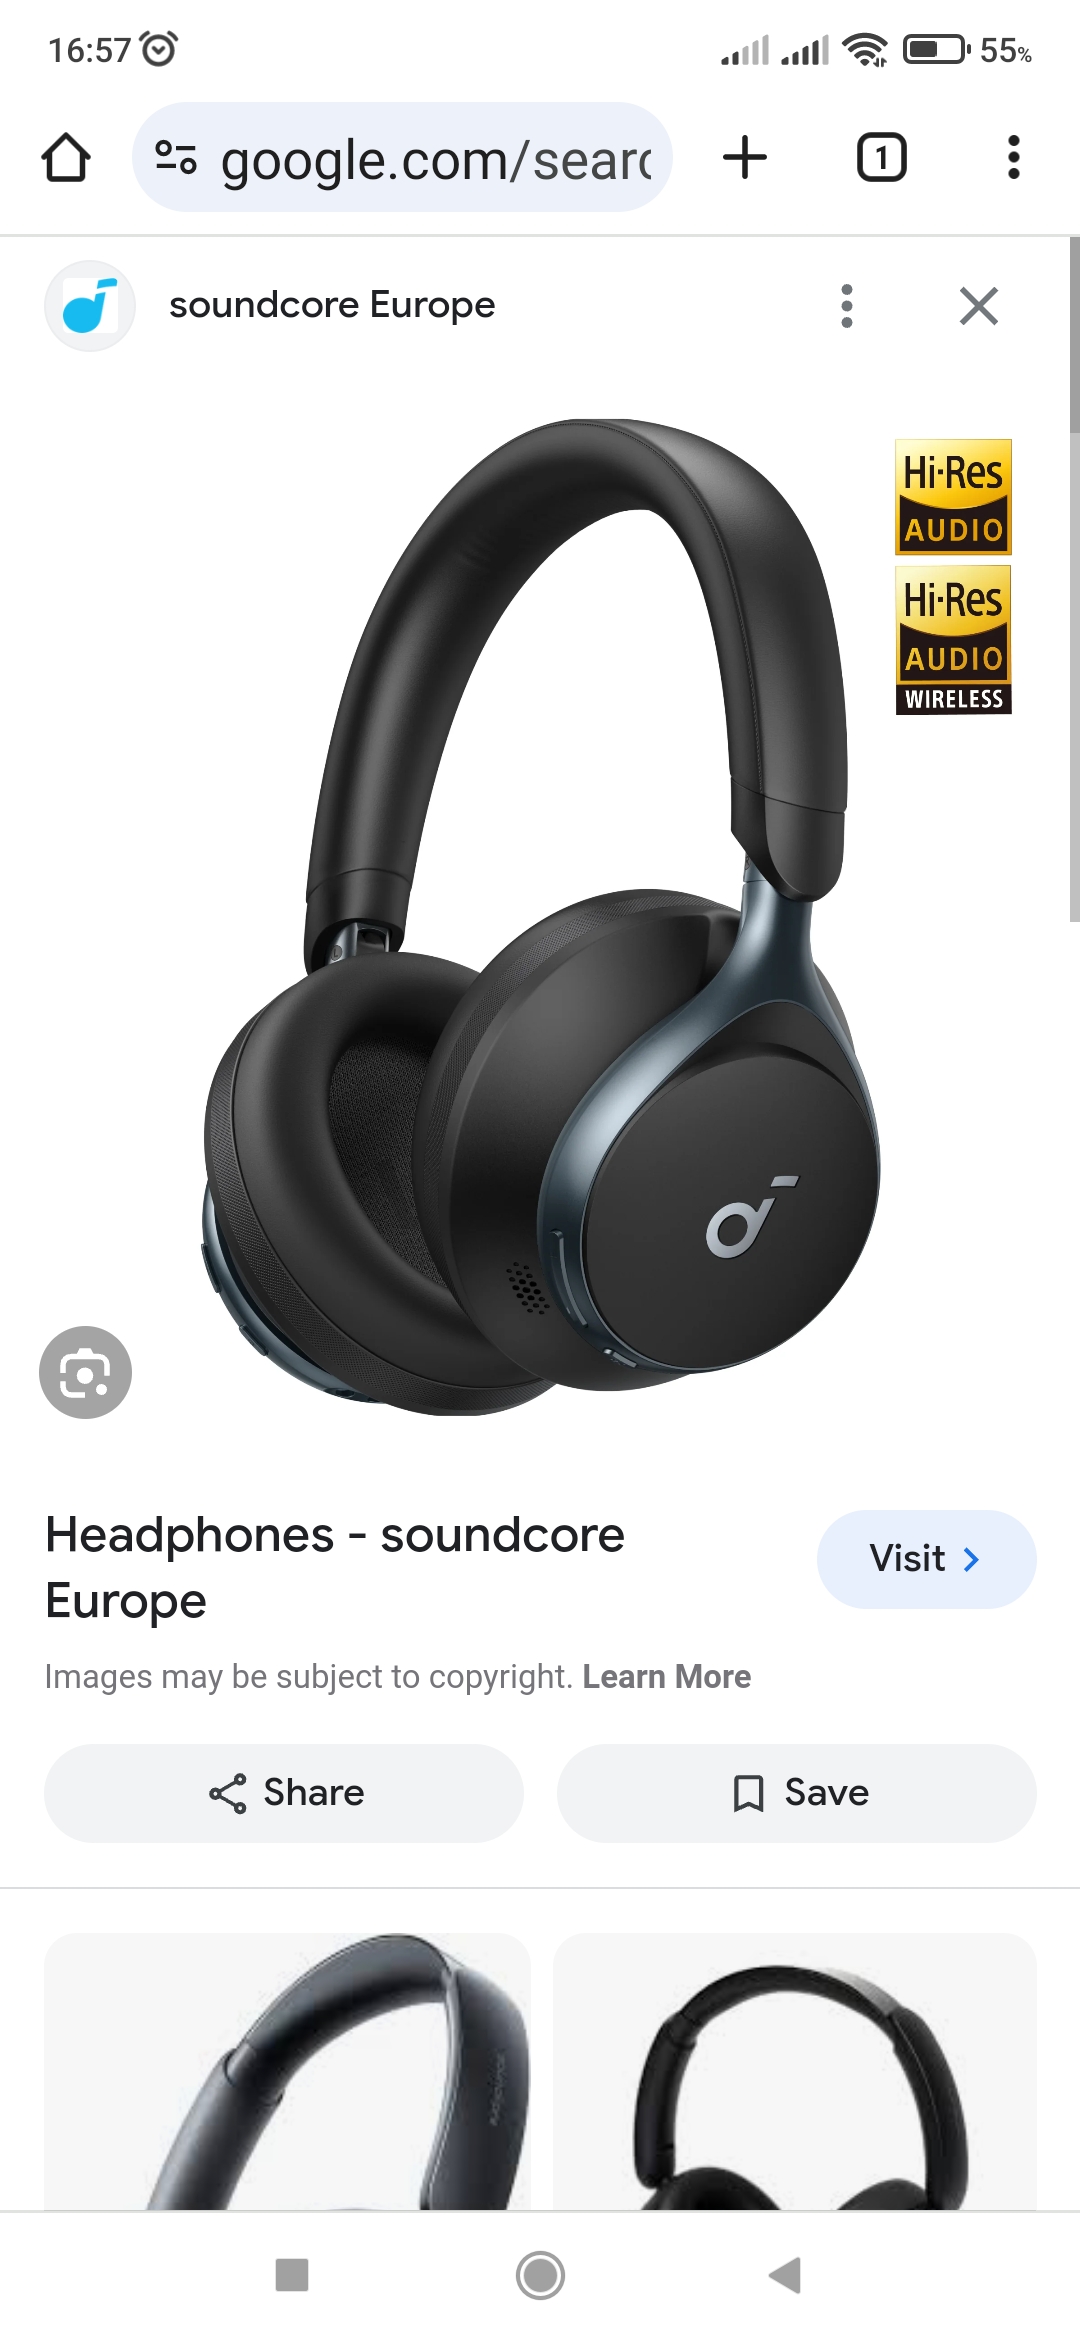 16:57
55%
google.com/searc
1
soundcore Europe
Hi-Res
AUDIO
Hi-Res
AUDIO
WIRELESS
Headphones - soundcore
Europe
Visit
Images may be subject to copyright. Learn More
Share
Save